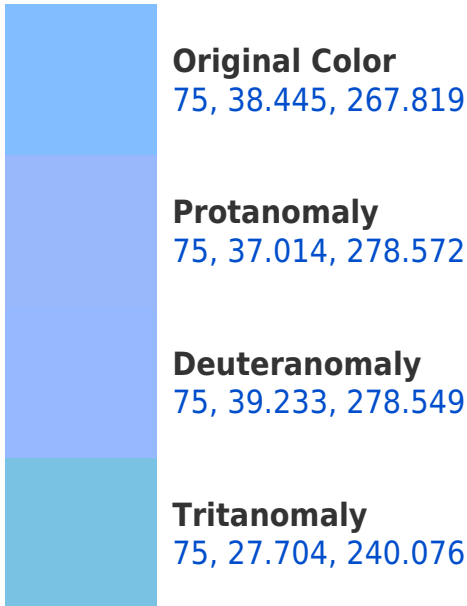 Original Color
75, 38.445, 267.819
Protanomaly
75, 37.014, 278.572
Deuteranomaly
75, 39.233, 278.549
Tritanomaly
75, 27.704, 240.076